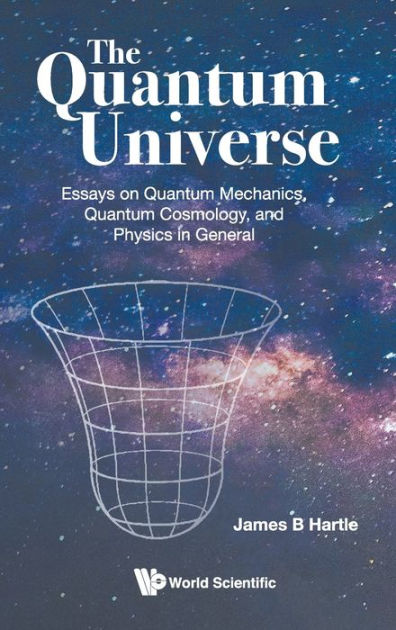 The
Quantum
Universe
Essays on Quantum Mechanics,
Quantum Cosmology, and
Physics in General
James B Hartle
World Scientific